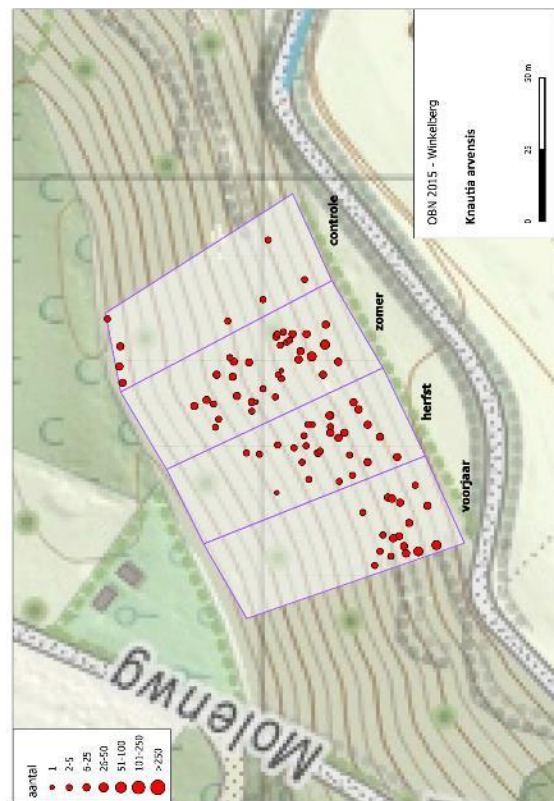 OBN 2015 - Winkelberg
Knautia arvensis
0 25 50 m
controle
zomer
herfst
voorjaar
Molenwg
aantal
1
2-5
6-25
26-50
51-100
101-250
>250